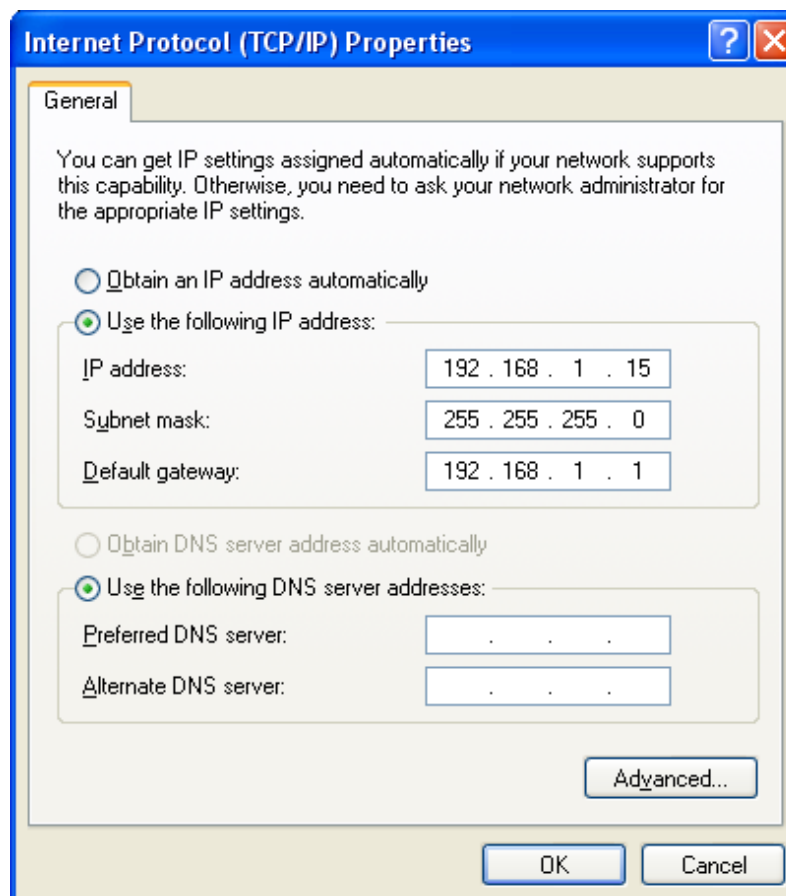 Internet Protocol (TCP/IP) Properties
General
You can get IP settings assigned automatically if your network supports
this capability. Otherwise, you need to ask your network administrator for
the appropriate IP settings.
Obtain an IP address automatically
Use the following IP address:
IP address: 192 . 168 . 1 . 15
Subnet mask: 255 . 255 . 255 . 0
Default gateway: 192 . 168 . 1 . 1
Obtain DNS server address automatically
Use the following DNS server addresses:
Preferred DNS server: . . .
Alternate DNS server: . . .
Advanced...
OK Cancel